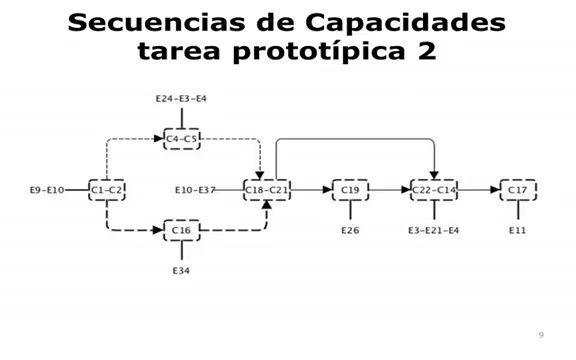 Secuencias de Capacidades
tarea prototípica 2
E24-E3-E4
C4-C5
E9-E10
C1-C2
E10-E37
C18-C21
C19
C22-C14
C17
C16
E26
E3-E21-E4
E11
E34
9